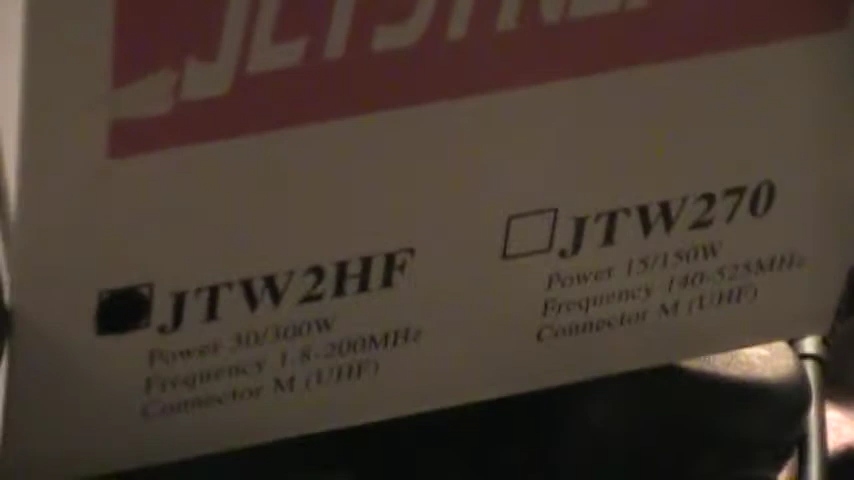 JTW2HF
Power 30/300W
Frequency 1.8-200MHz
Connector M (UHF)
JTW270
Power 15/150W
Frequency 140-525MHz
Connector M (UHF)